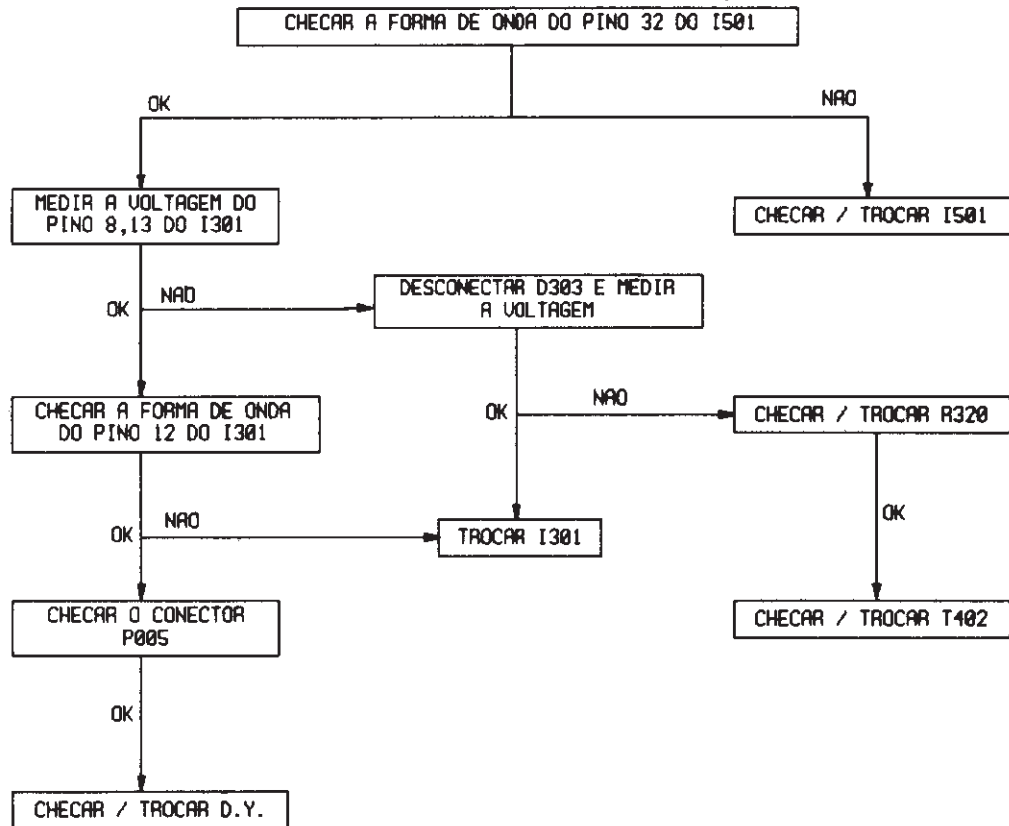 CHECAR A FORMA DE ONDA DO PINO 32 DO I501
OK
NAO
MEDIR A VOLTAGEM DO
PINO 8,13 DO I301
CHECAR / TROCAR I501
NAO
OK
DESCONECTAR D303 E MEDIR
A VOLTAGEM
CHECAR A FORMA DE ONDA
DO PINO 12 DO I301
OK
NAO
CHECAR / TROCAR R320
NAO
OK
TROCAR I301
OK
CHECAR O CONECTOR
P005
CHECAR / TROCAR T402
OK
CHECAR / TROCAR D.Y.